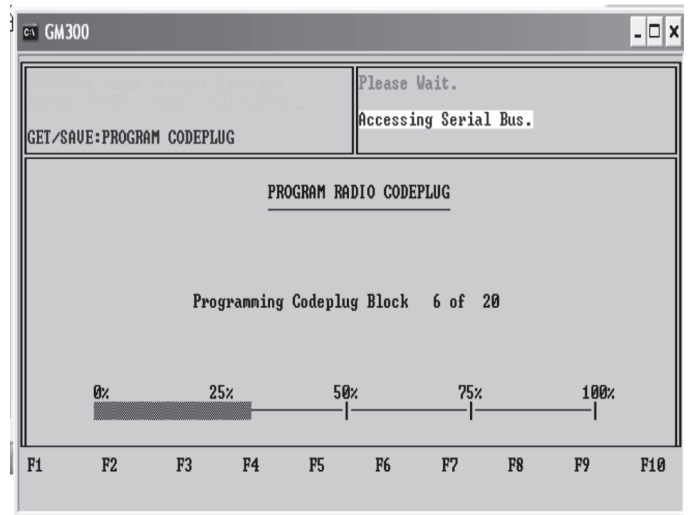 GM300
Please Wait.
Accessing Serial Bus.
GET/SAVE:PROGRAM CODEPLUG
PROGRAM RADIO CODEPLUG
Programming Codeplug Block 6 of 20
0% 25% 50% 75% 100%
F1 F2 F3 F4 F5 F6 F7 F8 F9 F10